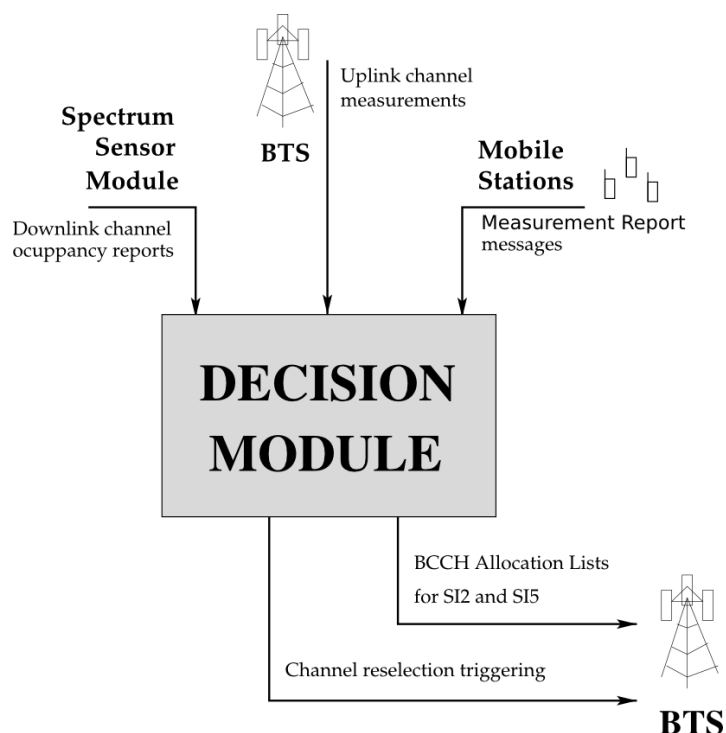 Uplink channel
measurements
Spectrum
Sensor
Module
BTS
Mobile
Stations
Downlink channel
ocuppancy reports
Measurement Report
messages
DECISION
MODULE
BCCH Allocation Lists
for SI2 and SI5
Channel reselection triggering
BTS